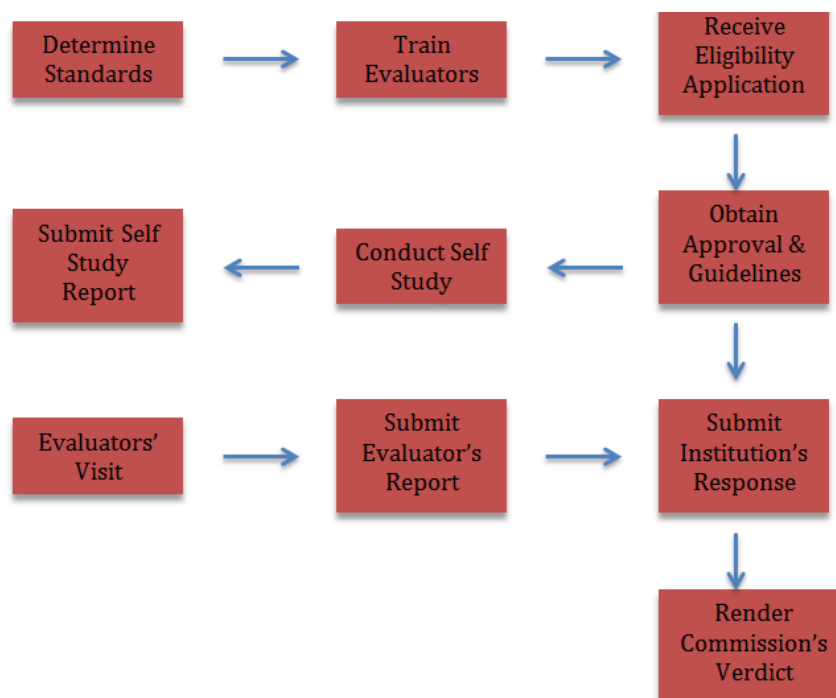 Determine
Standards
Train
Evaluators
Receive
Eligibility
Application
Submit Self
Study
Report
Conduct Self
Study
Obtain
Approval &
Guidelines
Evaluators’
Visit
Submit
Evaluator’s
Report
Submit
Institution’s
Response
Render
Commission’s
Verdict